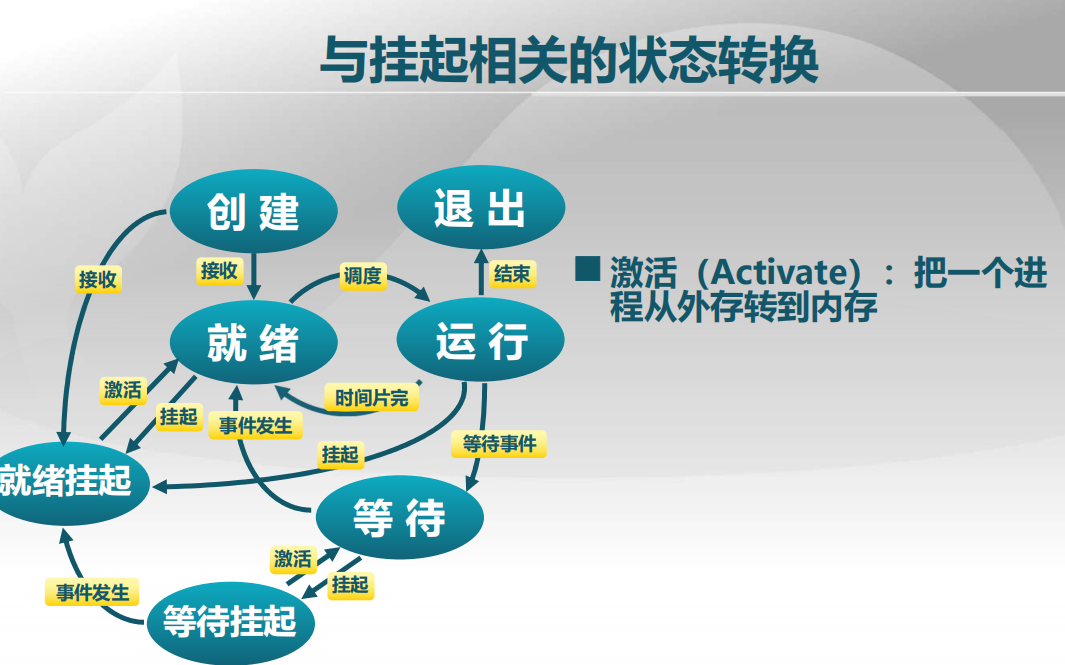 与挂起相关的状态转换
创 建
退 出
接收
接收
调度
结束
激活（Activate）：把一个进
程从外存转到内存
就 绪
运 行
激活
挂起
时间片完
事件发生
等待事件
挂起
就绪挂起
等 待
激活
挂起
事件发生
等待挂起